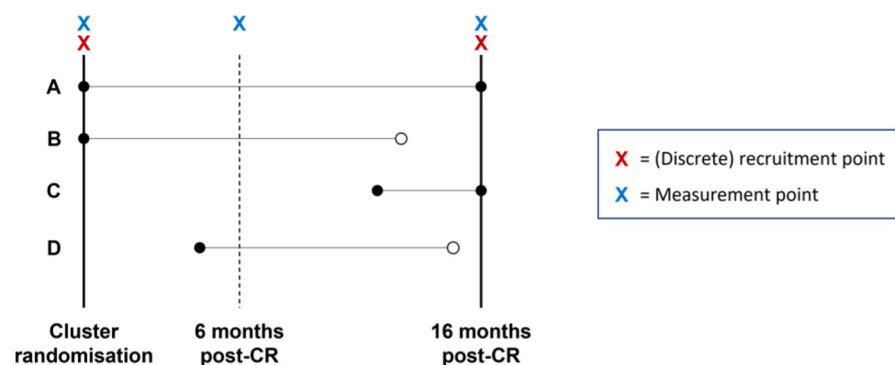 X X X
X X
A
B
C
D
X = (Discrete) recruitment point
X = Measurement point
Cluster
randomisation
6 months
post-CR
16 months
post-CR